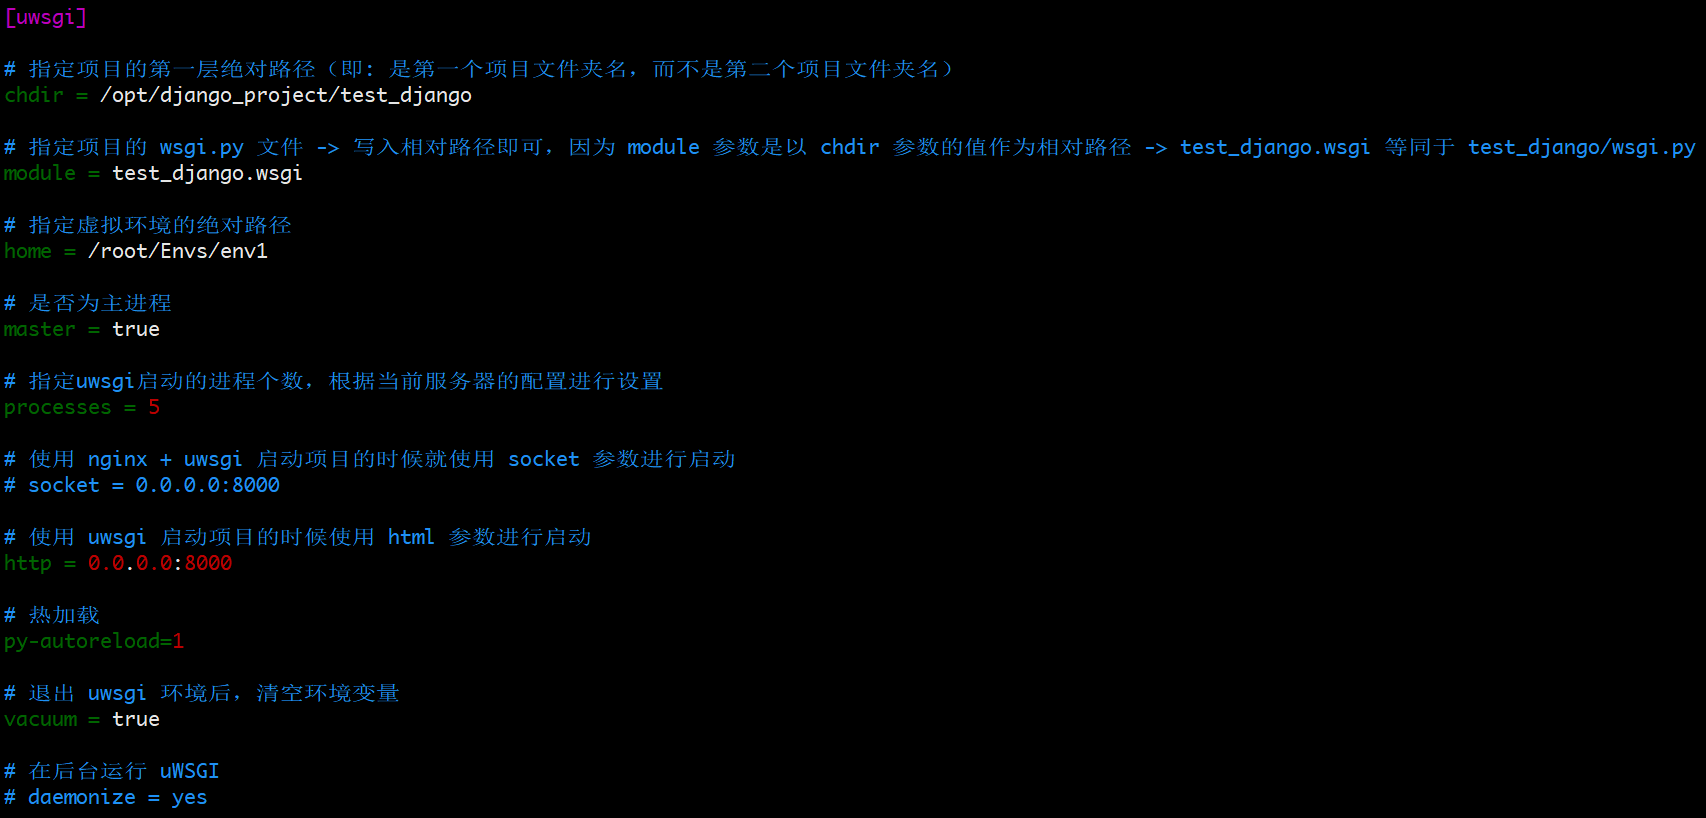 [uwsgi]
# 指定项目的第一层绝对路径（即: 是第一个项目文件夹名，而不是第二个项目文件夹名）
chdir = /opt/django_project/test_django
# 指定项目的 wsgi.py 文件 -> 写入相对路径即可，因为 module 参数是以 chdir 参数的值作为相对路径 -> test_django.wsgi 等同于 test_django/wsgi.py
module = test_django.wsgi
# 指定虚拟环境的绝对路径
home = /root/Envs/env1
# 是否为主进程
master = true
# 指定uwsgi启动的进程个数，根据当前服务器的配置进行设置
processes = 5
# 使用 nginx + uwsgi 启动项目的时候就使用 socket 参数进行启动
# socket = 0.0.0.0:8000
# 使用 uwsgi 启动项目的时候使用 html 参数进行启动
http = 0.0.0.0:8000
# 热加载
py-autoreload=1
# 退出 uwsgi 环境后，清空环境变量
vacuum = true
# 在后台运行 uWSGI
# daemonize = yes